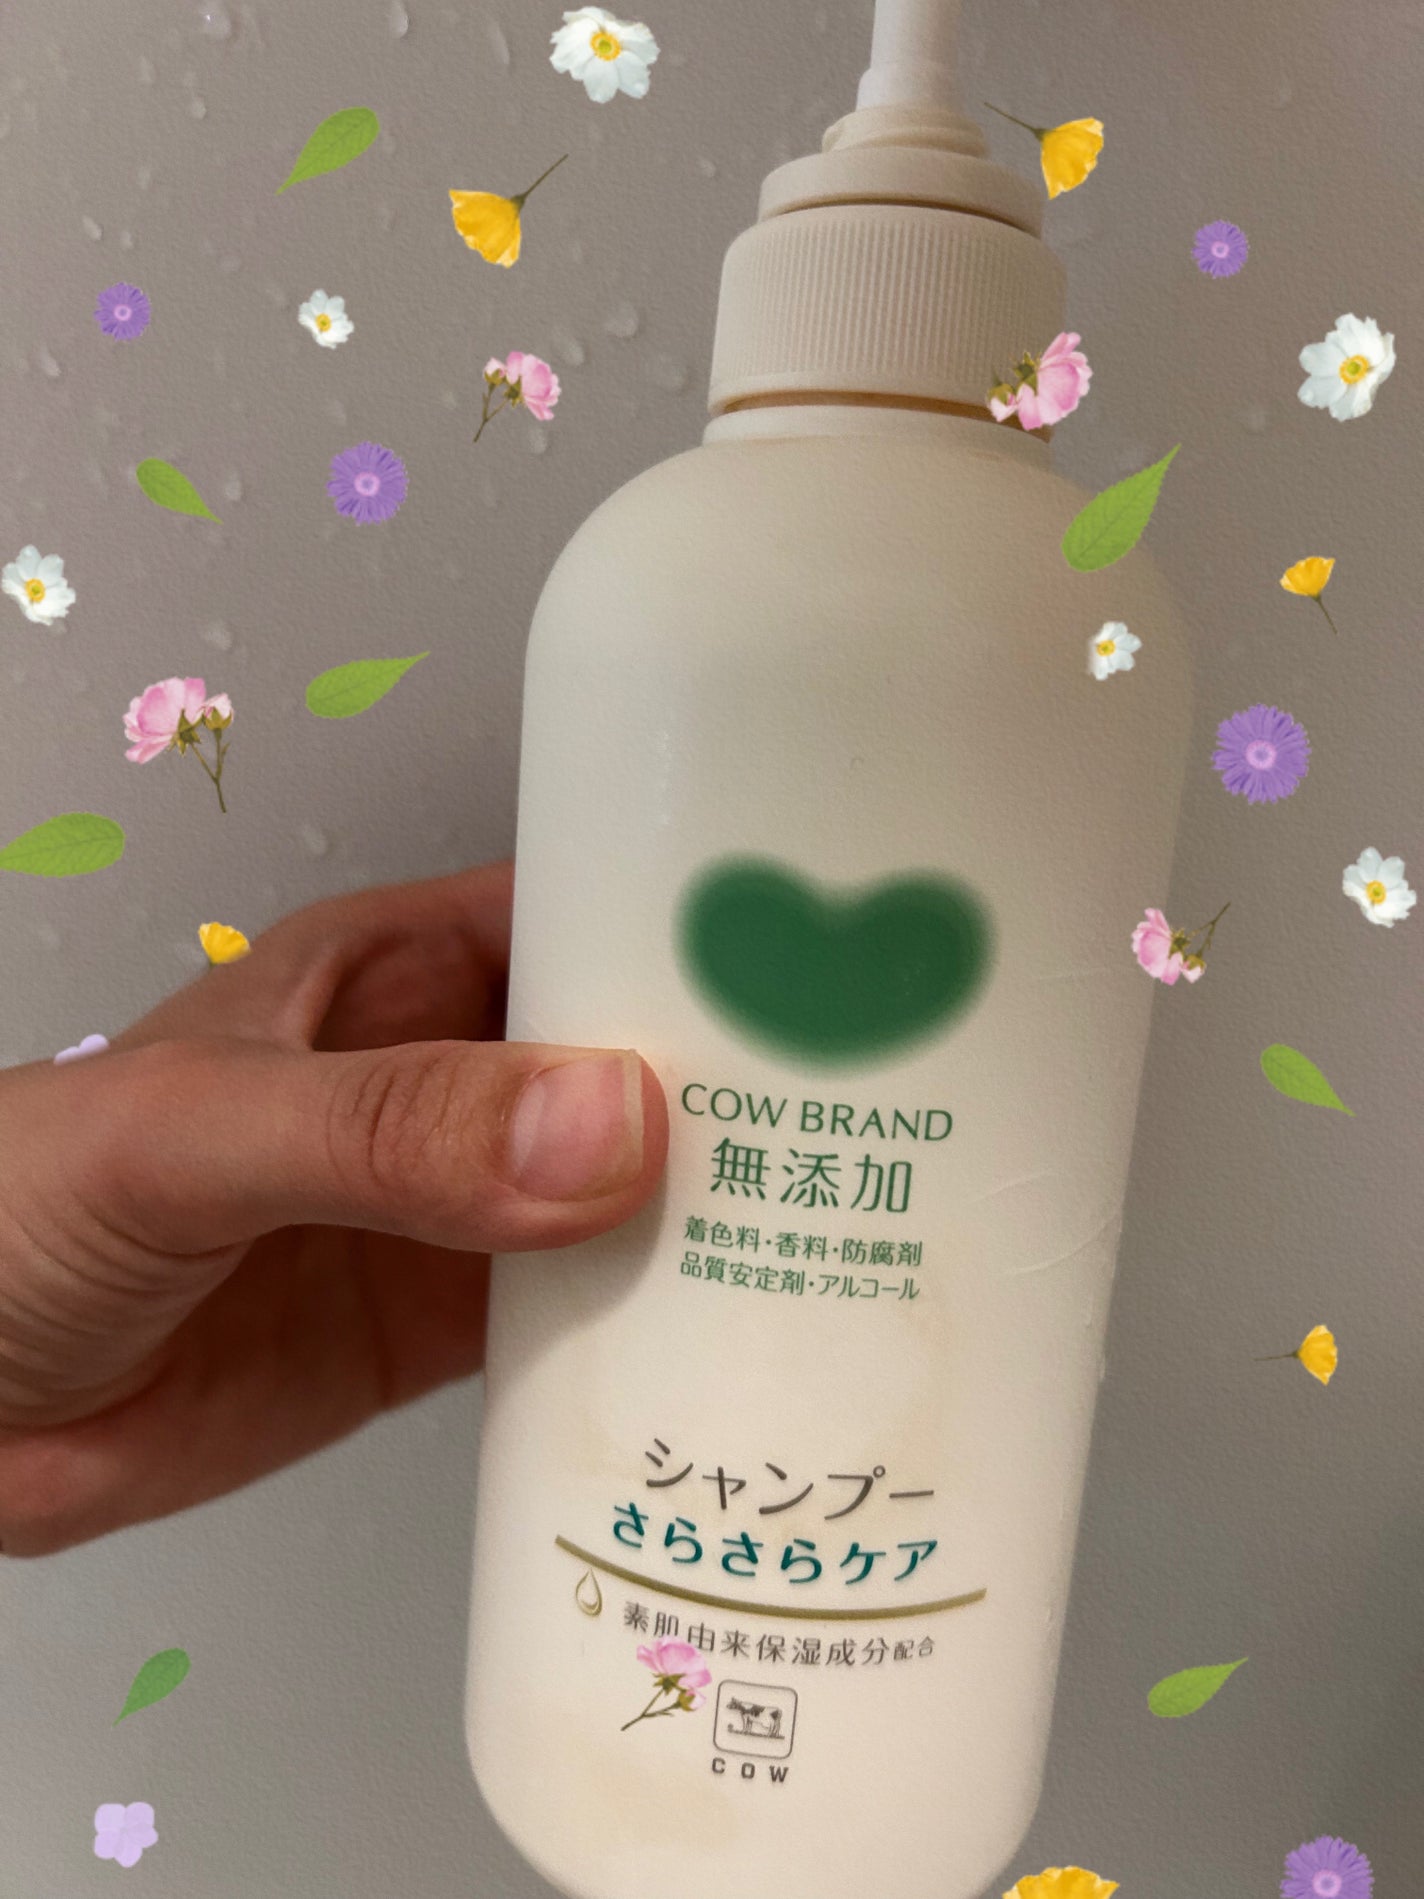 COW BRAND
無添加
着色料・香料・防腐剤
品質安定剤・アルコール
シャンプー
さらさらケア
素肌由来保湿成分配合
COW